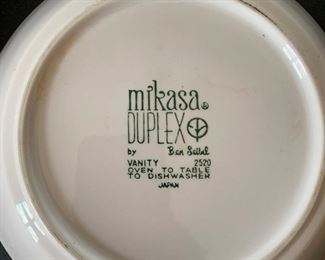 mikasa
DUPLEX
by Ben Seibel
VANITY 2520
OVEN TO TABLE
TO DISHWASHER
JAPAN